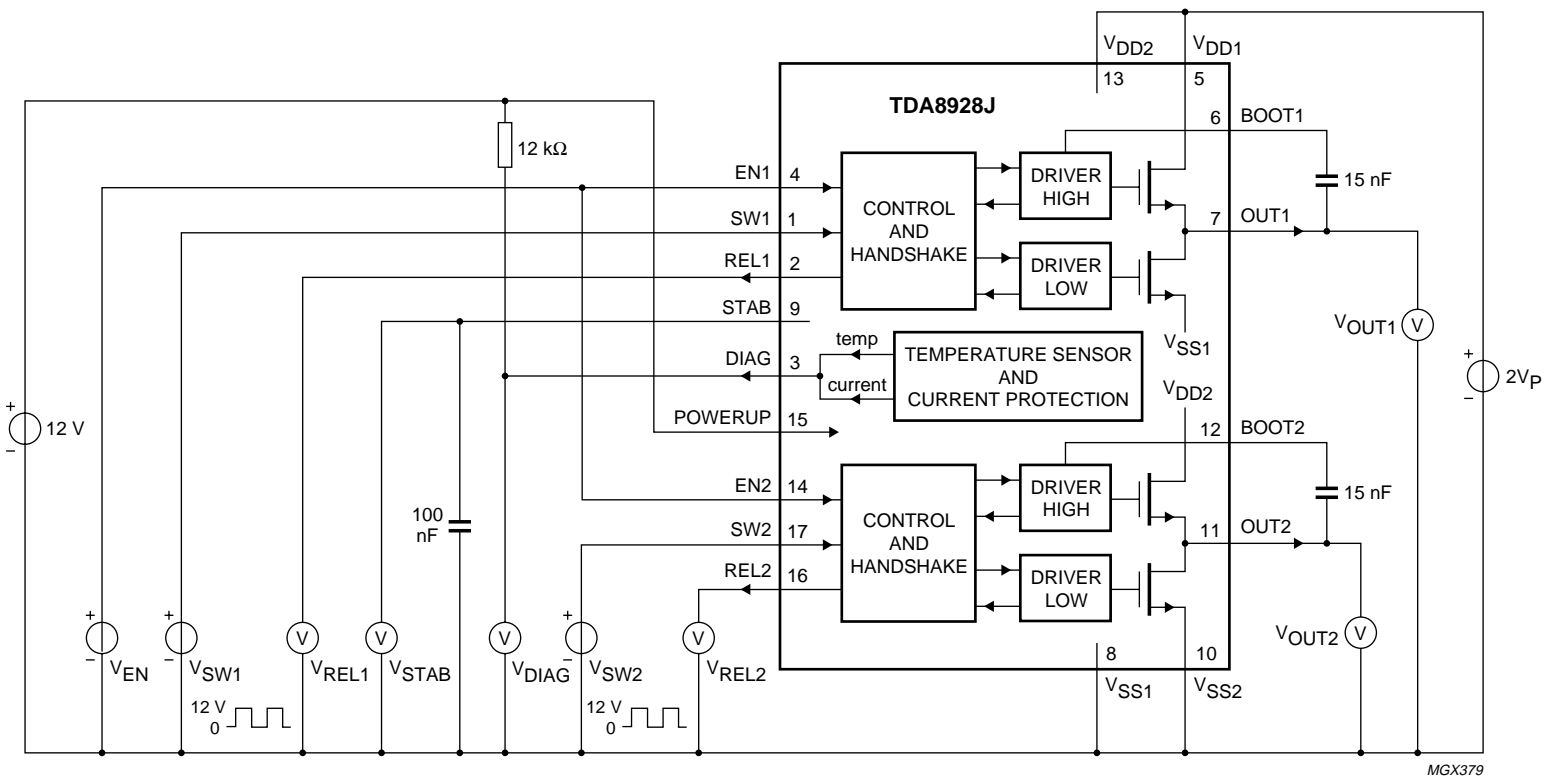 VDD2
VDD1
13
5
TDA8928J
6
BOOT1
12 kΩ
15 nF
EN1
4
DRIVER
HIGH
CONTROL
AND
HANDSHAKE
SW1
1
7
OUT1
REL1
2
DRIVER
LOW
STAB
9
VOUT1
V
VSS1
temp
TEMPERATURE SENSOR
AND
CURRENT PROTECTION
DIAG
3
current
+
2VP
−
VDD2
POWERUP
15
+
12 V
−
12
BOOT2
EN2
14
DRIVER
HIGH
15 nF
100
nF
SW2
17
CONTROL
AND
HANDSHAKE
11
OUT2
REL2
16
DRIVER
LOW
+
−
VEN
+
−
VSW1
V
VREL1
V
VSTAB
V
VDIAG
+
−
VSW2
V
VREL2
VOUT2
V
8
10
VSS1
VSS2
12 V
0
12 V
0
MGX379